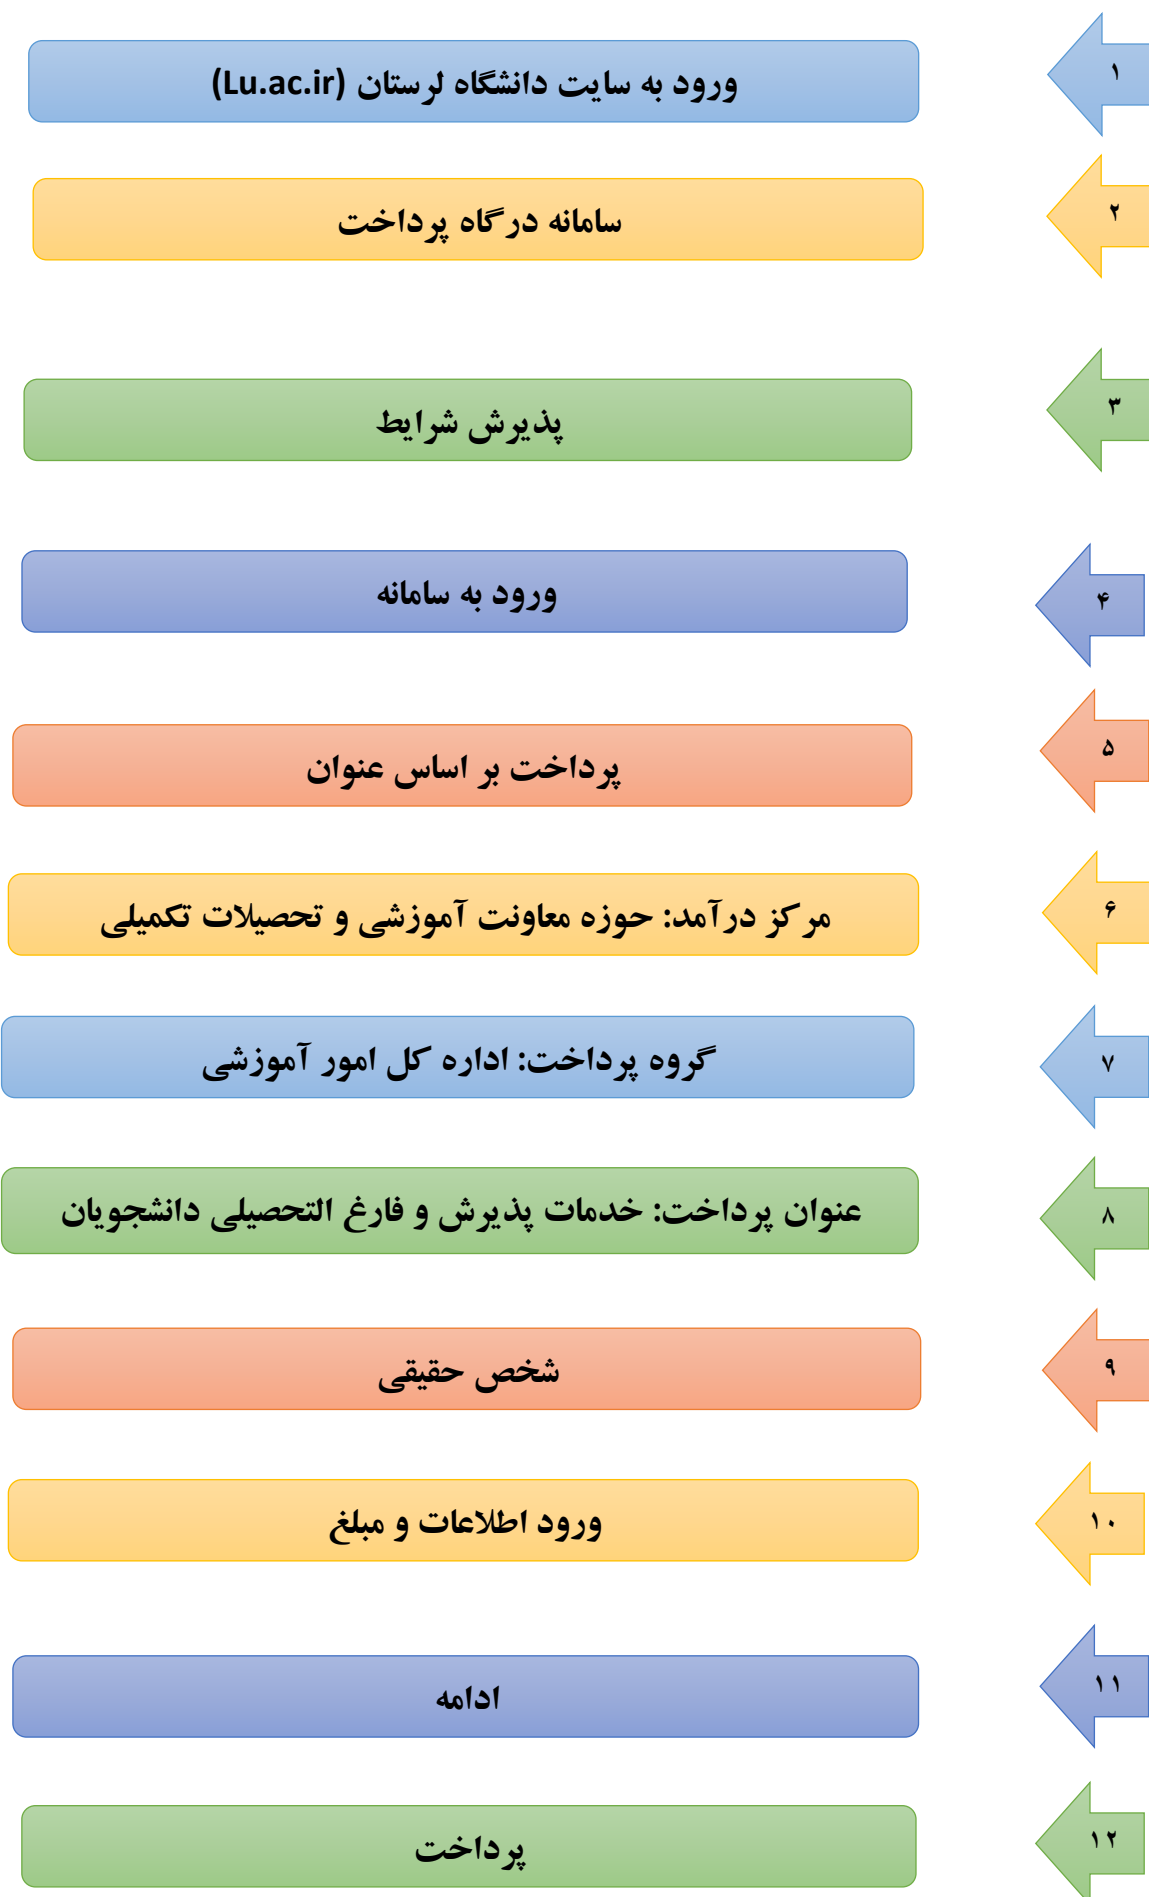 ۱
ورود به سایت دانشگاه لرستان (Lu.ac.ir)
۲
سامانه درگاه پرداخت
۳
پذیرش شرایط
۴
ورود به سامانه
۵
پرداخت بر اساس عنوان
۶
مرکز درآمد: حوزه معاونت آموزشی و تحصیلات تکمیلی
۷
گروه پرداخت: اداره کل امور آموزشی
۸
عنوان پرداخت: خدمات پذیرش و فارغ التحصیلی دانشجویان
۹
شخص حقیقی
۱۰
ورود اطلاعات و مبلغ
۱۱
ادامه
۱۲
پرداخت